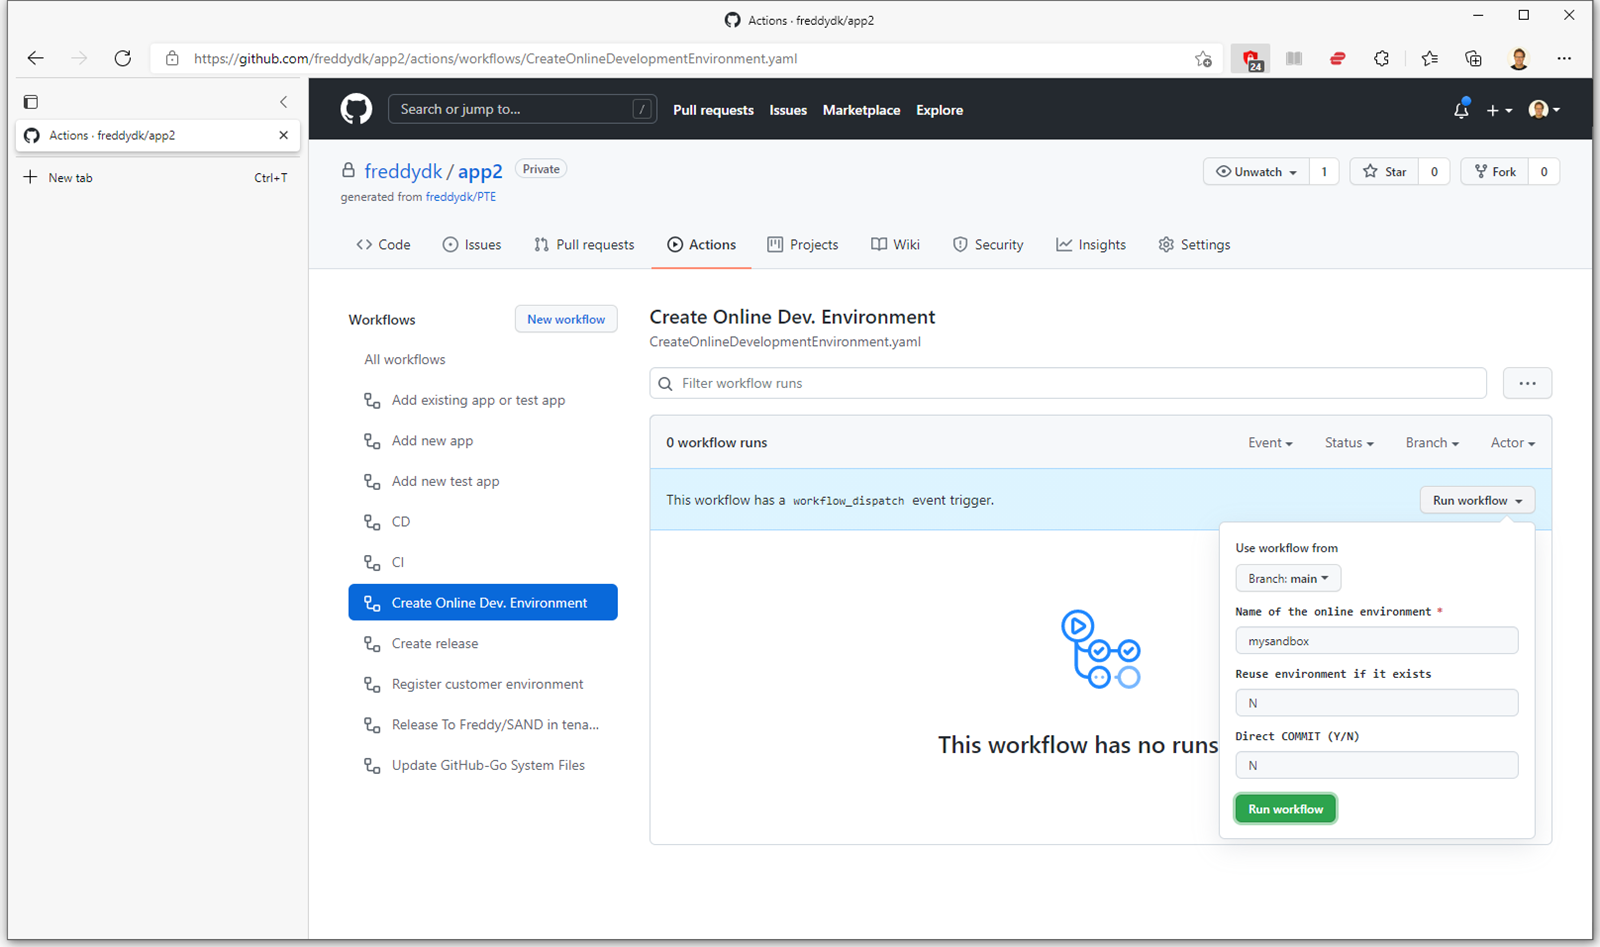 Actions · freddydk/app2
https://github.com/freddydk/app2/actions/workflows/CreateOnlineDevelopmentEnvironment.yaml
24
Actions · freddydk/app2
New tab Ctrl+T
Search or jump to... /
Pull requests Issues Marketplace Explore
freddydk / app2 Private
generated from freddydk/PTE
Unwatch 1 Star 0 Fork 0
Code Issues Pull requests Actions Projects Wiki Security Insights Settings
Workflows
New workflow
All workflows
Add existing app or test app
Add new app
Add new test app
CD
CI
Create Online Dev. Environment
Create release
Register customer environment
Release To Freddy/SAND in tena...
Update GitHub-Go System Files
Create Online Dev. Environment
CreateOnlineDevelopmentEnvironment.yaml
Filter workflow runs
0 workflow runs Event Status Branch Actor
This workflow has a workflow_dispatch event trigger.
Run workflow
This workflow has no runs
Use workflow from
Branch: main
Name of the online environment *
mysandbox
Reuse environment if it exists
N
Direct COMMIT (Y/N)
N
Run workflow